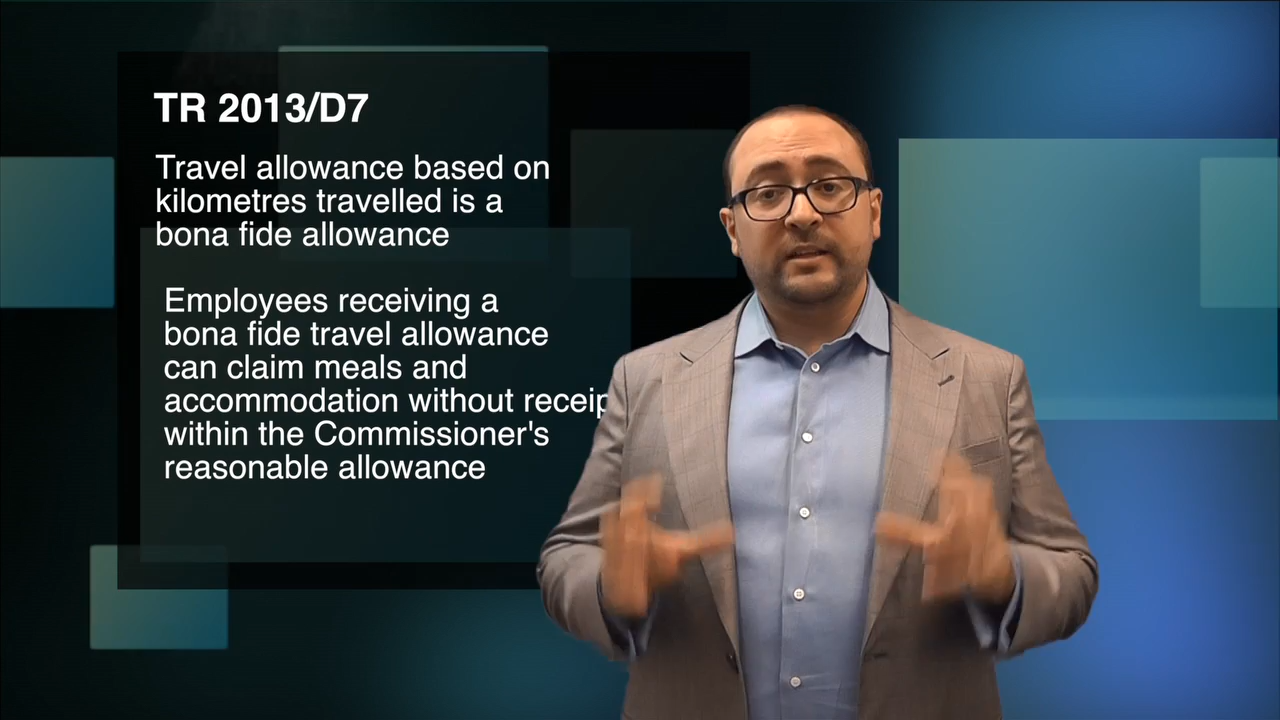 TR 2013/D7
Travel allowance based on
kilometres travelled is a
bona fide allowance
Employees receiving a
bona fide travel allowance
can claim meals and
accommodation without receip
within the Commissioner's
reasonable allowance